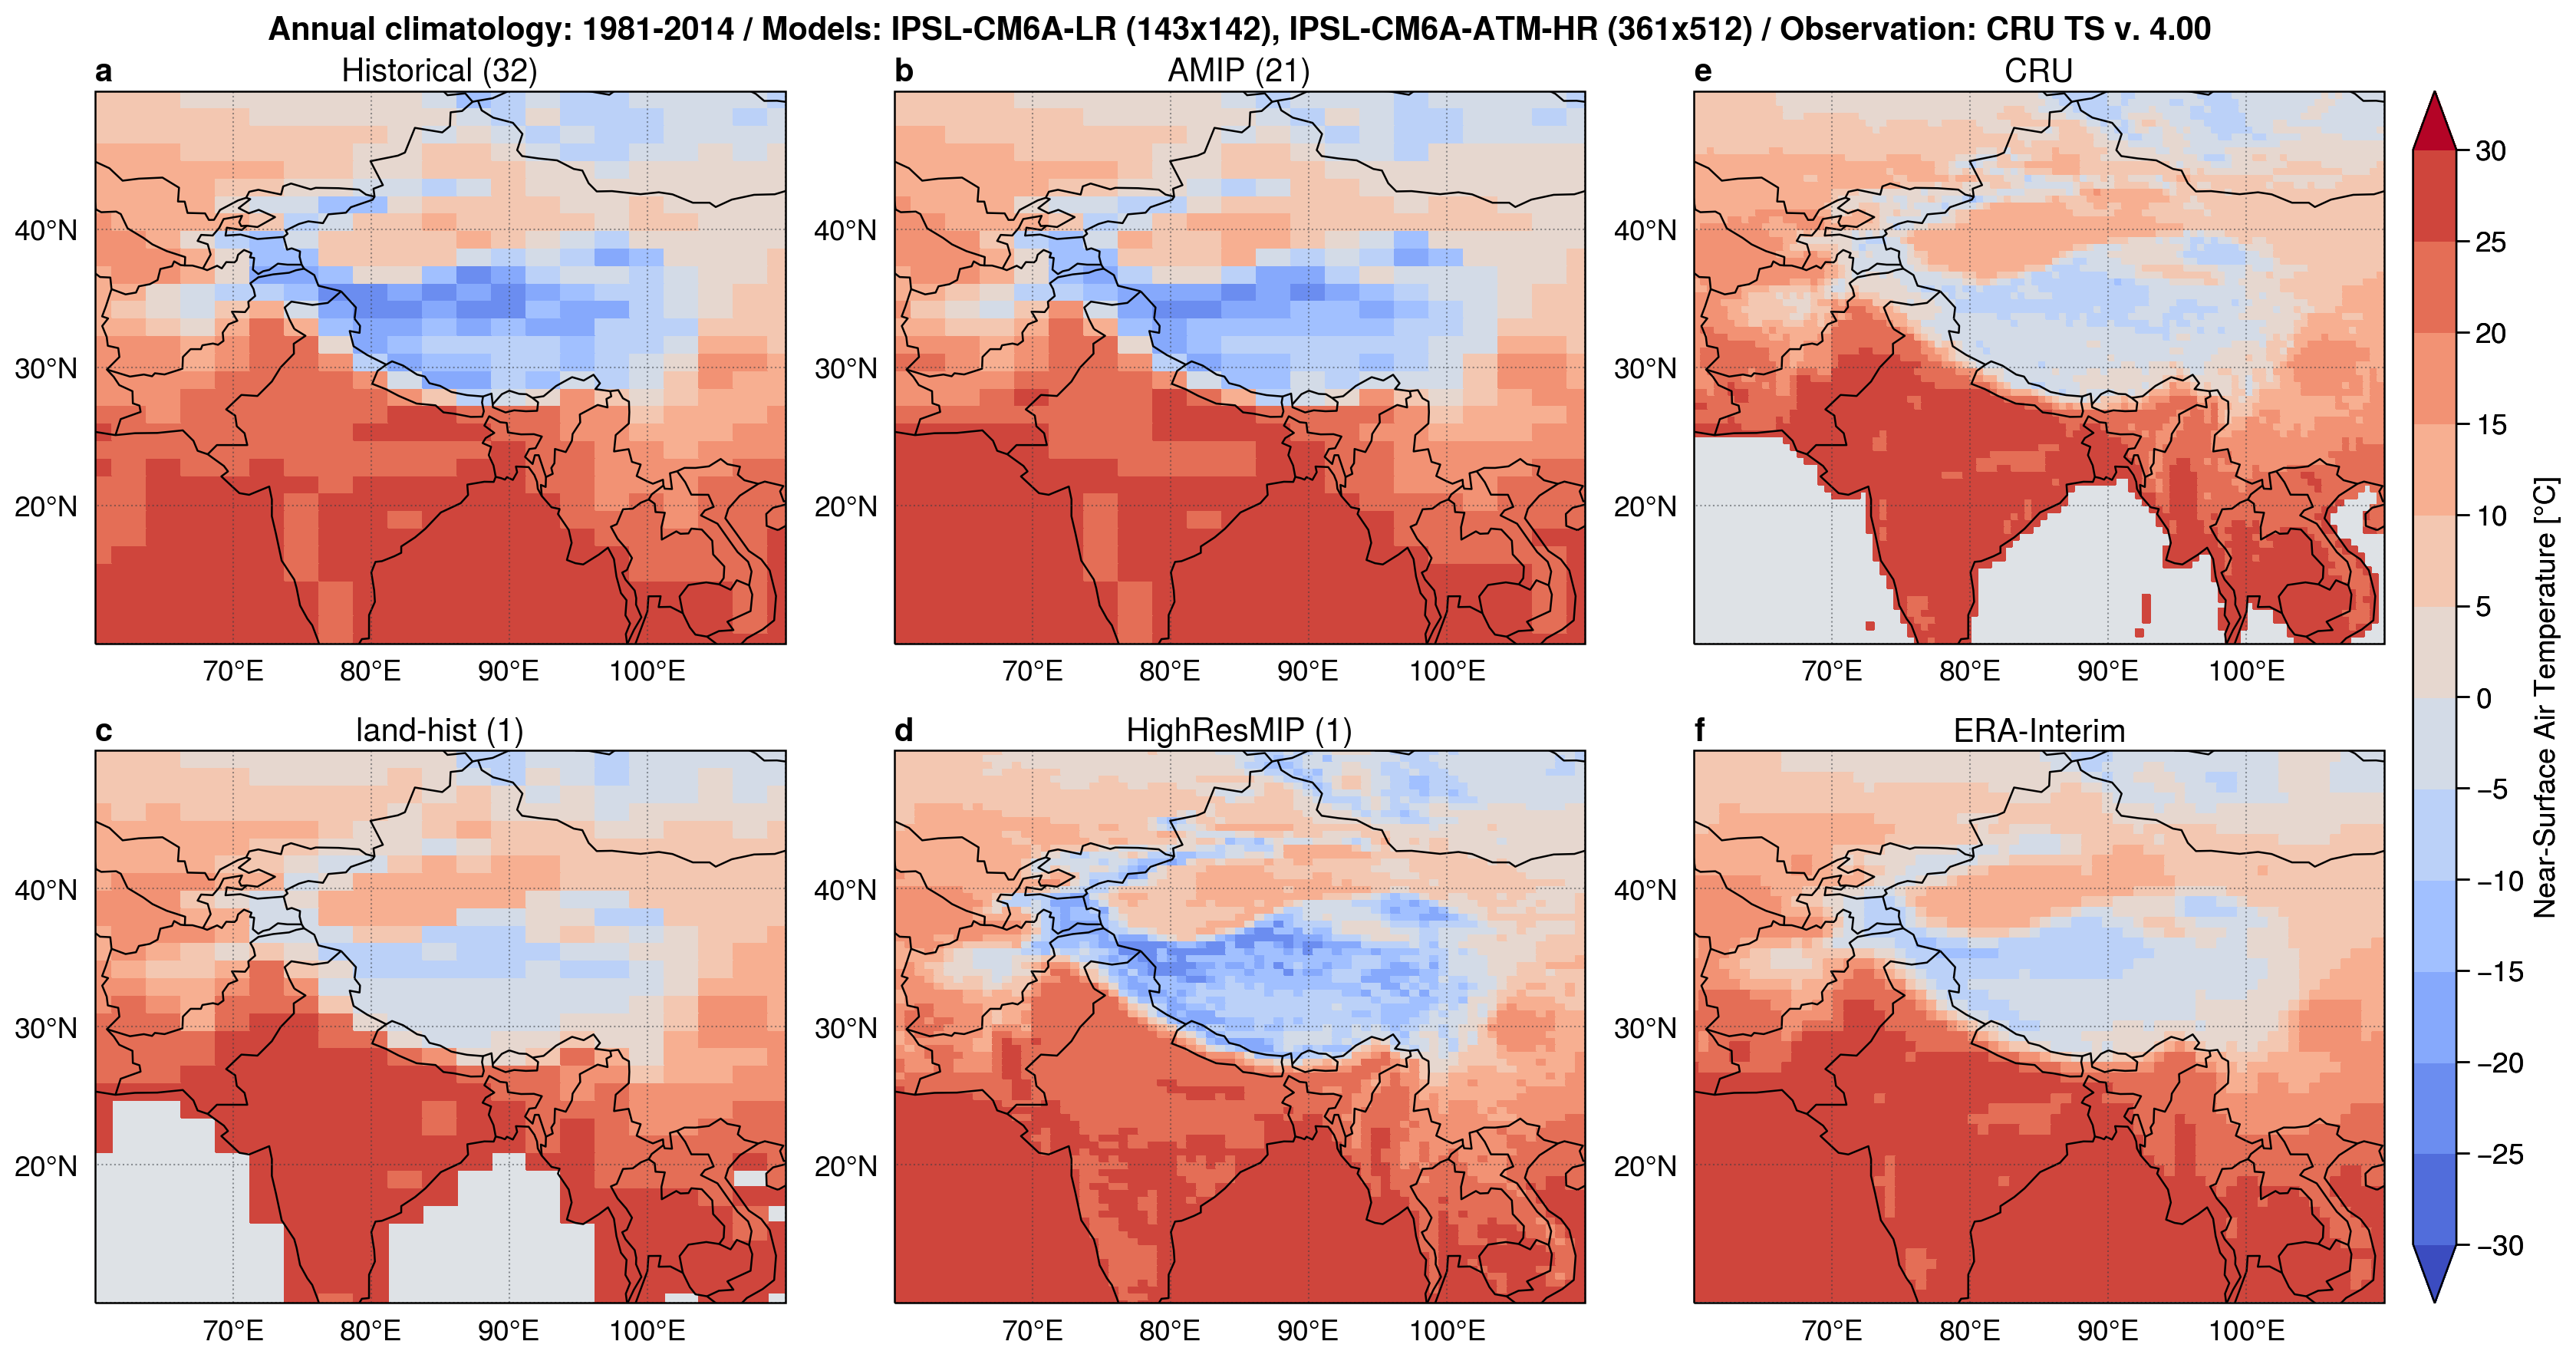 Annual climatology: 1981-2014 / Models: IPSL-CM6A-LR (143x142), IPSL-CM6A-ATM-HR (361x512) / Observation: CRU TS v. 4.00
a Historical (32)
40°N
30°N
20°N
70°E 80°E 90°E 100°E
b AMIP (21)
40°N
30°N
20°N
70°E 80°E 90°E 100°E
e CRU
40°N
30°N
20°N
70°E 80°E 90°E 100°E
c land-hist (1)
40°N
30°N
20°N
70°E 80°E 90°E 100°E
d HighResMIP (1)
40°N
30°N
20°N
70°E 80°E 90°E 100°E
f ERA-Interim
40°N
30°N
20°N
70°E 80°E 90°E 100°E
30
25
20
15
10
5
0
−5
−10
−15
−20
−25
−30
Near-Surface Air Temperature [°C]